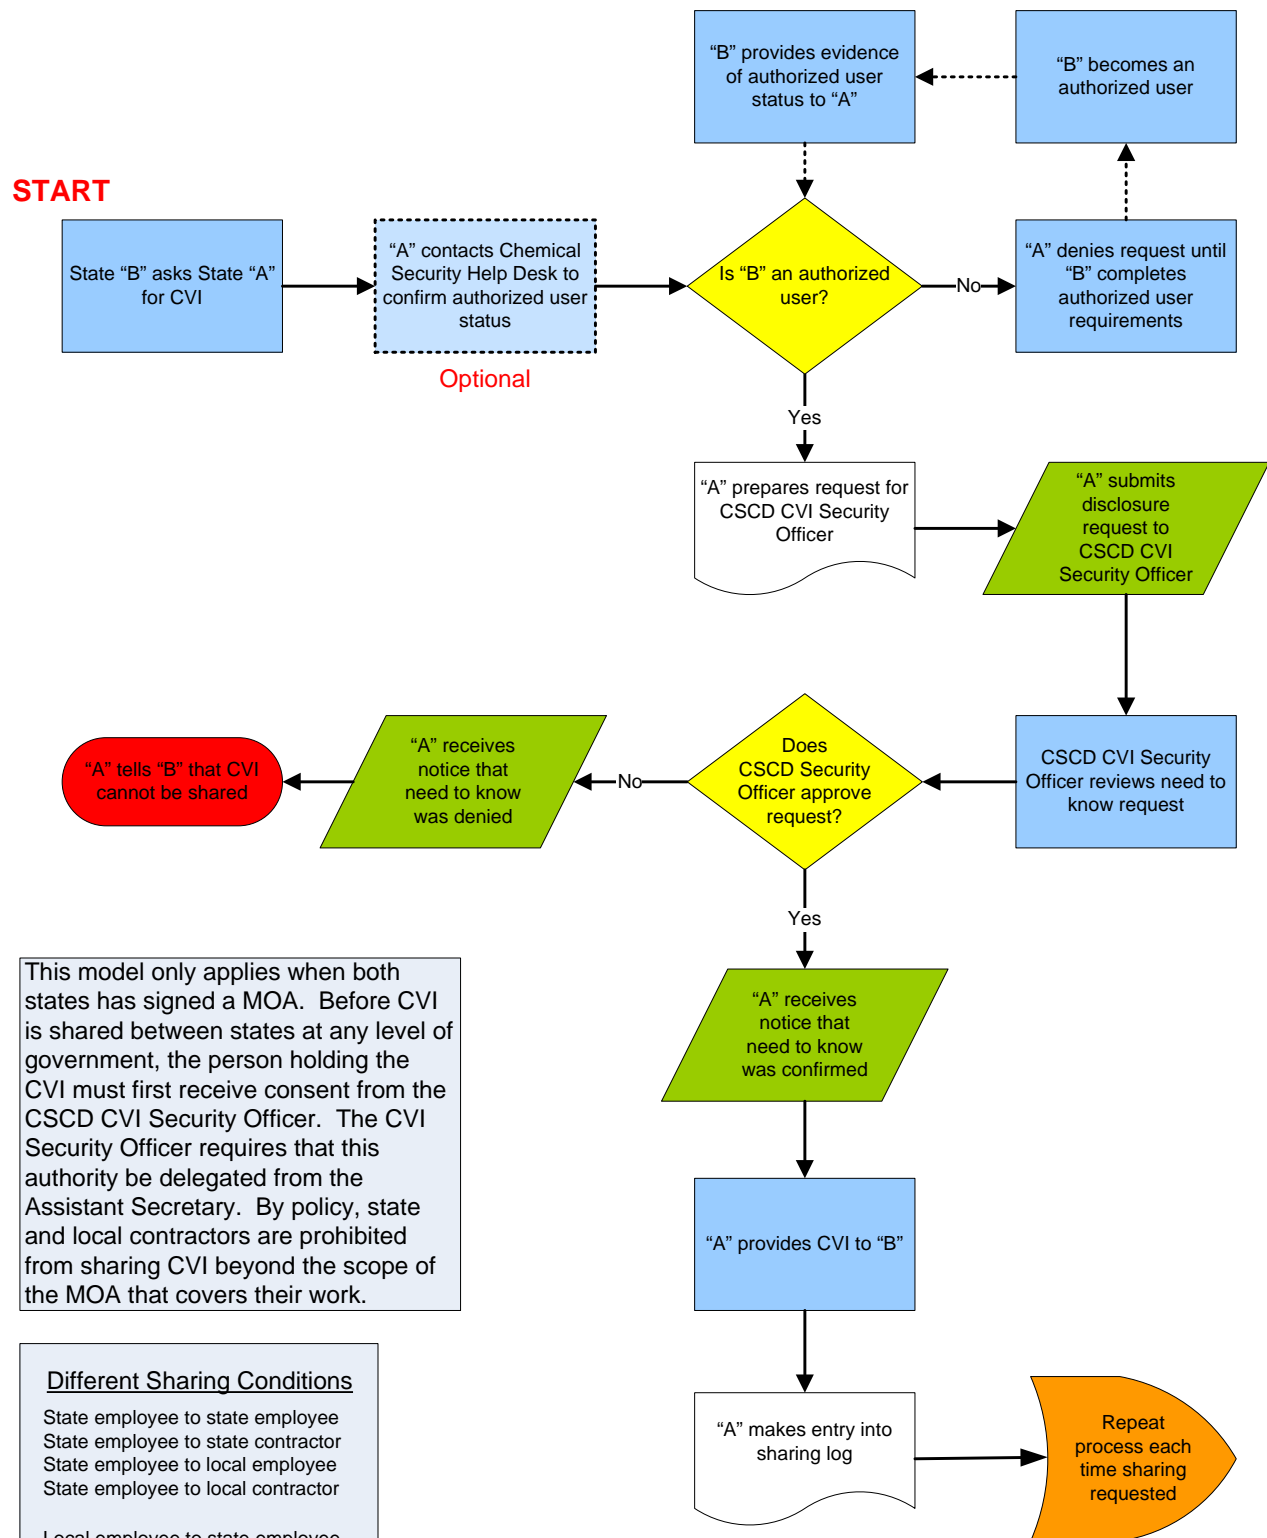 “B” provides evidence
of authorized user
status to “A”
“B” becomes an
authorized user
START
State “B” asks State “A”
for CVI
“A” contacts Chemical
Security Help Desk to
confirm authorized user
status
Optional
Is “B” an authorized
user?
No
“A” denies request until
“B” completes
authorized user
requirements
Yes
“A” prepares request for
CSCD CVI Security
Officer
“A” submits
disclosure
request to
CSCD CVI
Security Officer
CSCD CVI Security
Officer reviews need to
know request
Does
CSCD Security
Officer approve
request?
No
“A” receives
notice that
need to know
was denied
“A” tells “B” that CVI
cannot be shared
Yes
“A” receives
notice that
need to know
was confirmed
“A” provides CVI to “B”
“A” makes entry into
sharing log
Repeat
process each
time sharing
requested
This model only applies when both
states has signed a MOA.  Before CVI
is shared between states at any level of
government, the person holding the
CVI must first receive consent from the
CSCD CVI Security Officer.  The CVI
Security Officer requires that this
authority be delegated from the
Assistant Secretary.  By policy, state
and local contractors are prohibited
from sharing CVI beyond the scope of
the MOA that covers their work.
Different Sharing Conditions
State employee to state employee
State employee to state contractor
State employee to local employee
State employee to local contractor
Local employee to state employee